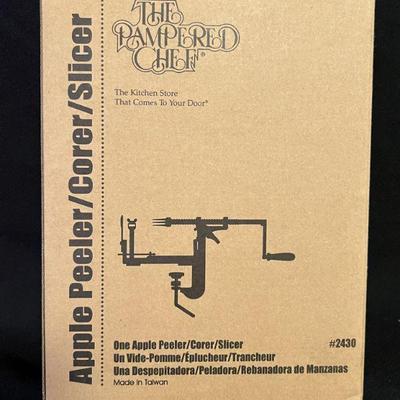 THE
PAMPERED
CHEF®
The Kitchen Store
That Comes To Your Door®
Apple Peeler/Corer/Slicer
One Apple Peeler/Corer/Slicer #2430
Un Vide-Pomme/Éplucheur/Trancheur
Una Despepitadora/Peladora/Rebanadora de Manzanas
Made in Taiwan